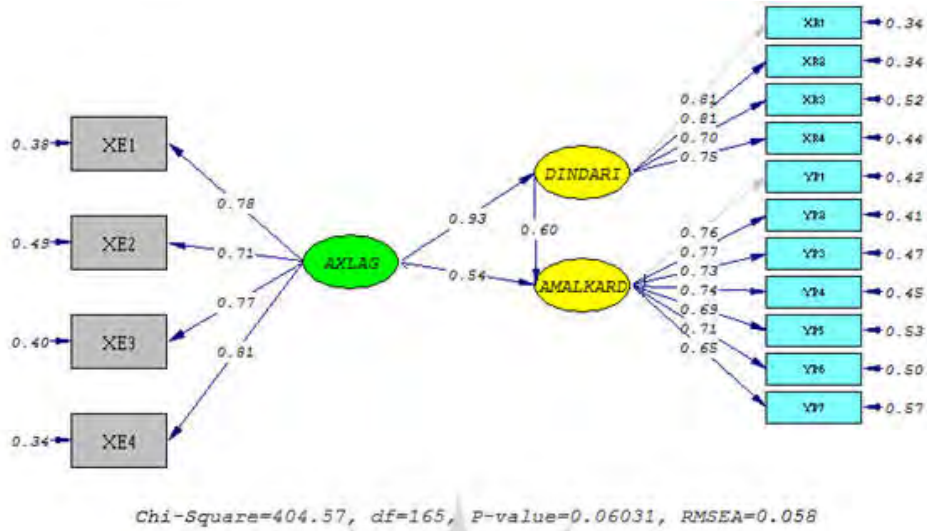 XR1
0.34
XR2
0.34
0.81
XR3
0.52
0.81
0.70
XR4
0.44
0.75
0.38
XE1
DINDARI
YP1
0.42
0.78
0.93
YP2
0.41
0.76
0.60
0.77
YP3
0.47
0.49
XE2
0.71
AXLAG
0.73
0.54
AMALKARD
0.74
YP4
0.45
0.69
YP5
0.53
0.77
0.71
0.40
XE3
0.65
YP6
0.50
0.81
YP7
0.57
0.34
XE4
Chi-Square=404.57, df=165, P-value=0.06031, RMSEA=0.058